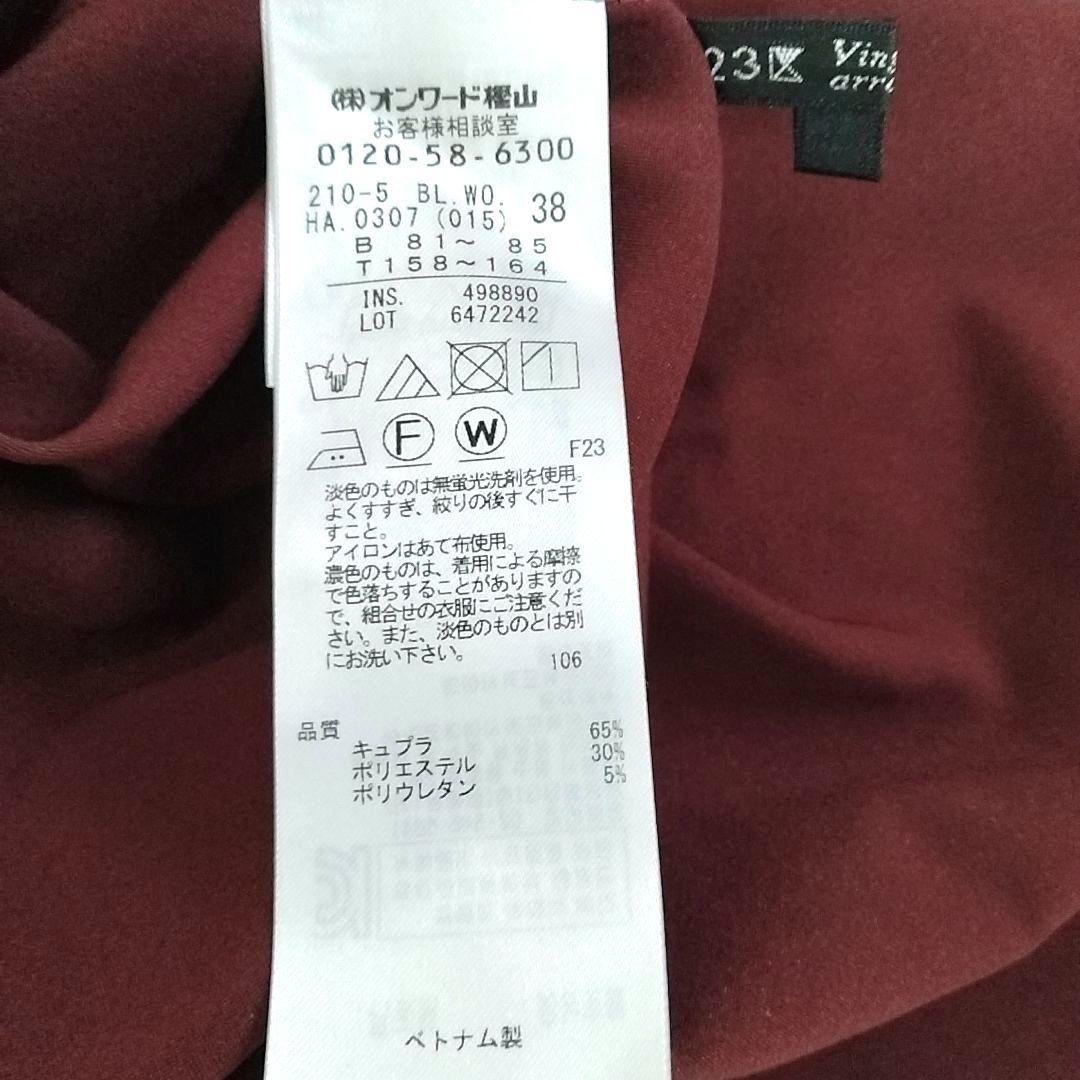 (株)オンワード樫山
お客様相談室
0120-58-6300
210-5 BL.WO.
HA.0307 (015) 38
B 81~ 85
T158~164
INS. 498890
LOT 6472242
F W
F23
淡色のものは無蛍光洗剤を使用。
よくすすぎ、絞りの後すぐに干
すこと。
アイロンはあて布使用。
濃色のものは、着用による摩擦
で色落ちすることがありますの
で、組合せの衣服にご注意くだ
さい。また、淡色のものとは別
にお洗い下さい。
106
品質
キュプラ 65%
ポリエステル 30%
ポリウレタン 5%
ベトナム製
23区